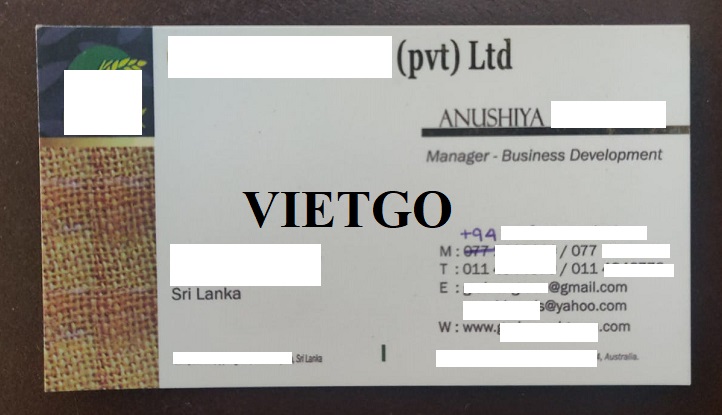 (pvt) Ltd
ANUSHIYA
Manager - Business Development
VIETGO
+94
M : 077 / 077
T : 011 / 011
E : @gmail.com
s@yahoo.com
W : www. .com
Sri Lanka
, Sri Lanka
, Australia.